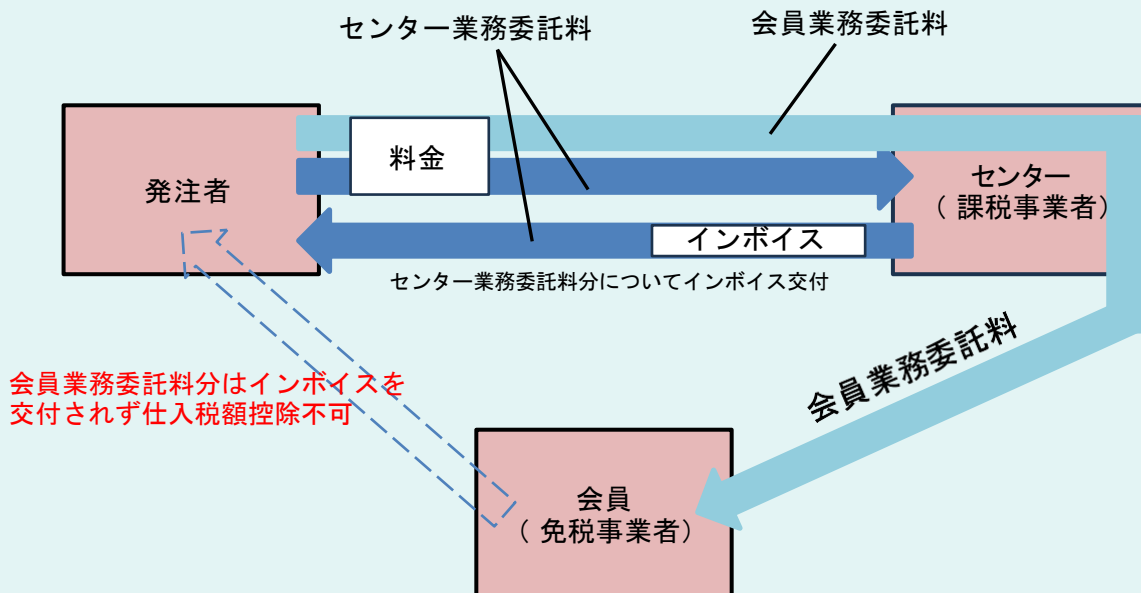 センター業務委託料
会員業務委託料
料金
発注者
センター
（課税事業者）
インボイス
センター業務委託料分についてインボイス交付
会員業務委託料
会員業務委託料分はインボイスを
交付されず仕入税額控除不可
会員
（免税事業者）